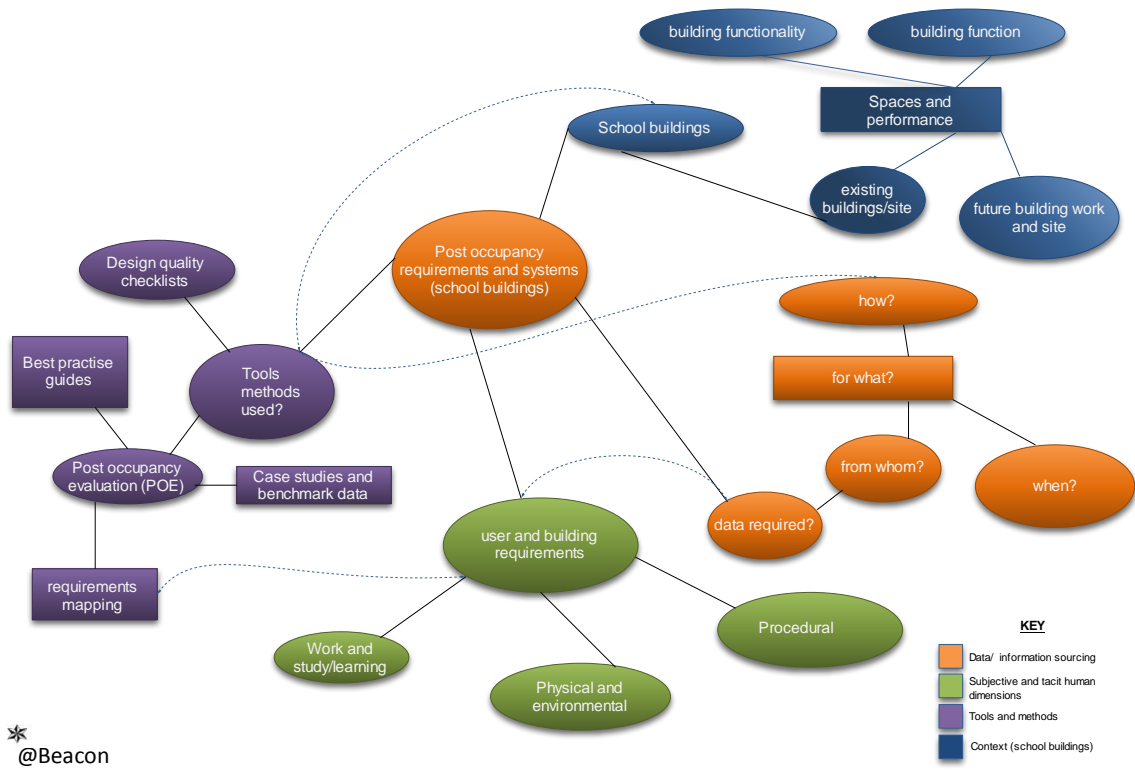 building functionality
building function
Spaces and
performance
School buildings
existing
buildings/site
future building work
and site
Post occupancy
requirements and systems
(school buildings)
Design quality
checklists
how?
Best practise
guides
Tools
methods
used?
for what?
Post occupancy
evaluation (POE)
Case studies and
benchmark data
from whom?
when?
data required?
user and building
requirements
requirements
mapping
Procedural
Work and
study/learning
Physical and
environmental
KEY
Data/ information sourcing
Subjective and tacit human
dimensions
Tools and methods
Context (school buildings)
@Beacon